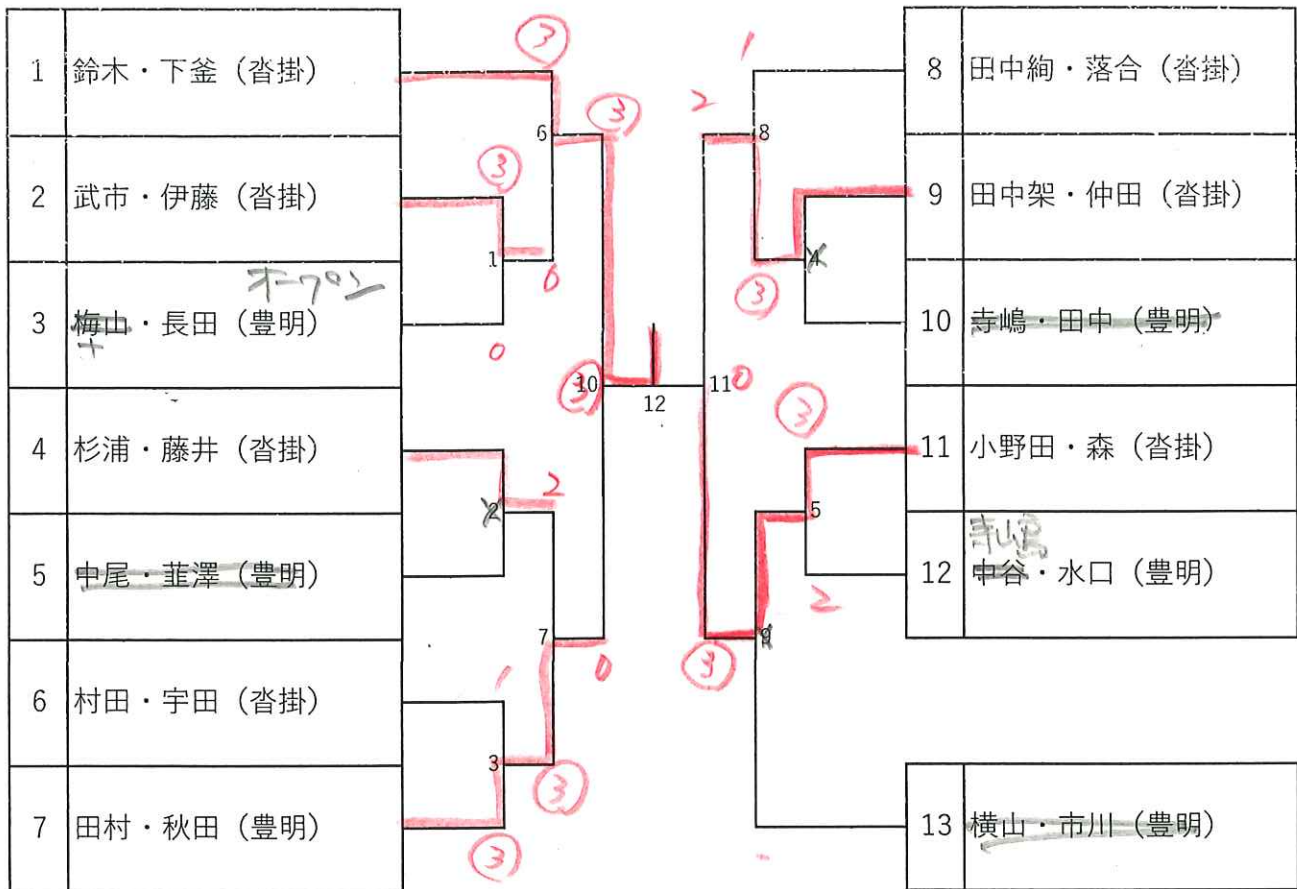 1 鈴木・下釜（沓掛）
2 武市・伊藤（沓掛）
オープン
3 梅山・長田（豊明）
4 杉浦・藤井（沓掛）
5 中尾・韮澤（豊明）
6 村田・宇田（沓掛）
7 田村・秋田（豊明）
③
6
③
③
1
0
0
③
10
12
2
2
7
0
1
3
③
③
1
2
8
4
③
11
0
③
5
2
③
9
8 田中絢・落合（沓掛）
9 田中架・仲田（沓掛）
10 寺嶋・田中（豊明）
11 小野田・森（沓掛）
寺嶋
12 中谷・水口（豊明）
13 横山・市川（豊明）